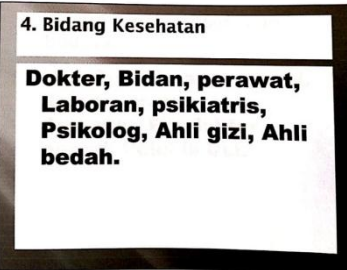 4. Bidang Kesehatan
Dokter, Bidan, perawat,
Laboran, psikiatris,
Psikolog, Ahli gizi, Ahli
bedah.